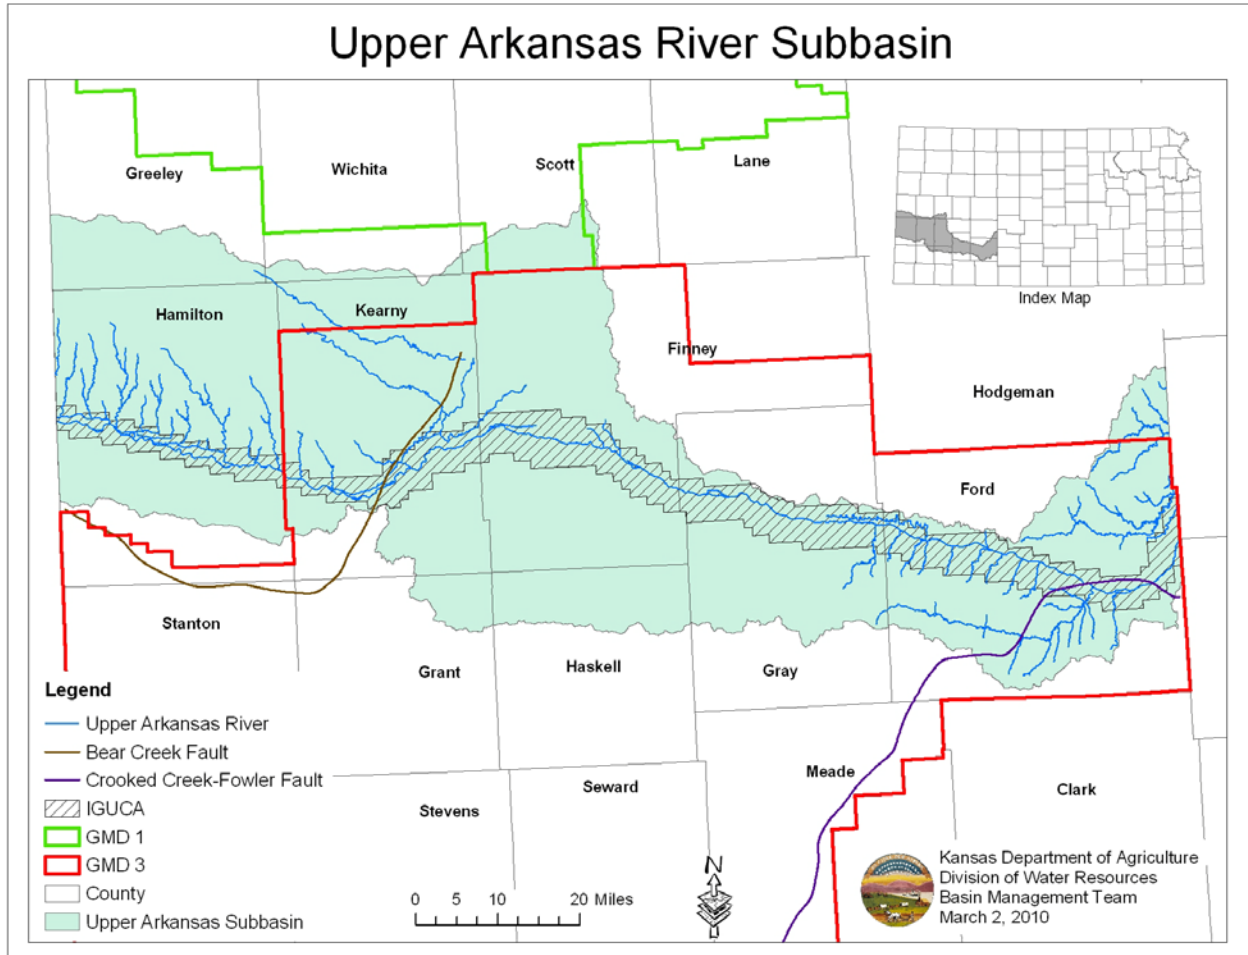 Upper Arkansas River Subbasin
Greeley
Wichita
Scott
Lane
Index Map
Hamilton
Kearny
Finney
Hodgeman
Ford
Stanton
Grant
Haskell
Gray
Legend
Upper Arkansas River
Bear Creek Fault
Crooked Creek-Fowler Fault
IGUCA
GMD 1
GMD 3
County
Upper Arkansas Subbasin
Stevens
Seward
Meade
Clark
0 5 10 20 Miles
N
Kansas Department of Agriculture
Division of Water Resources
Basin Management Team
March 2, 2010